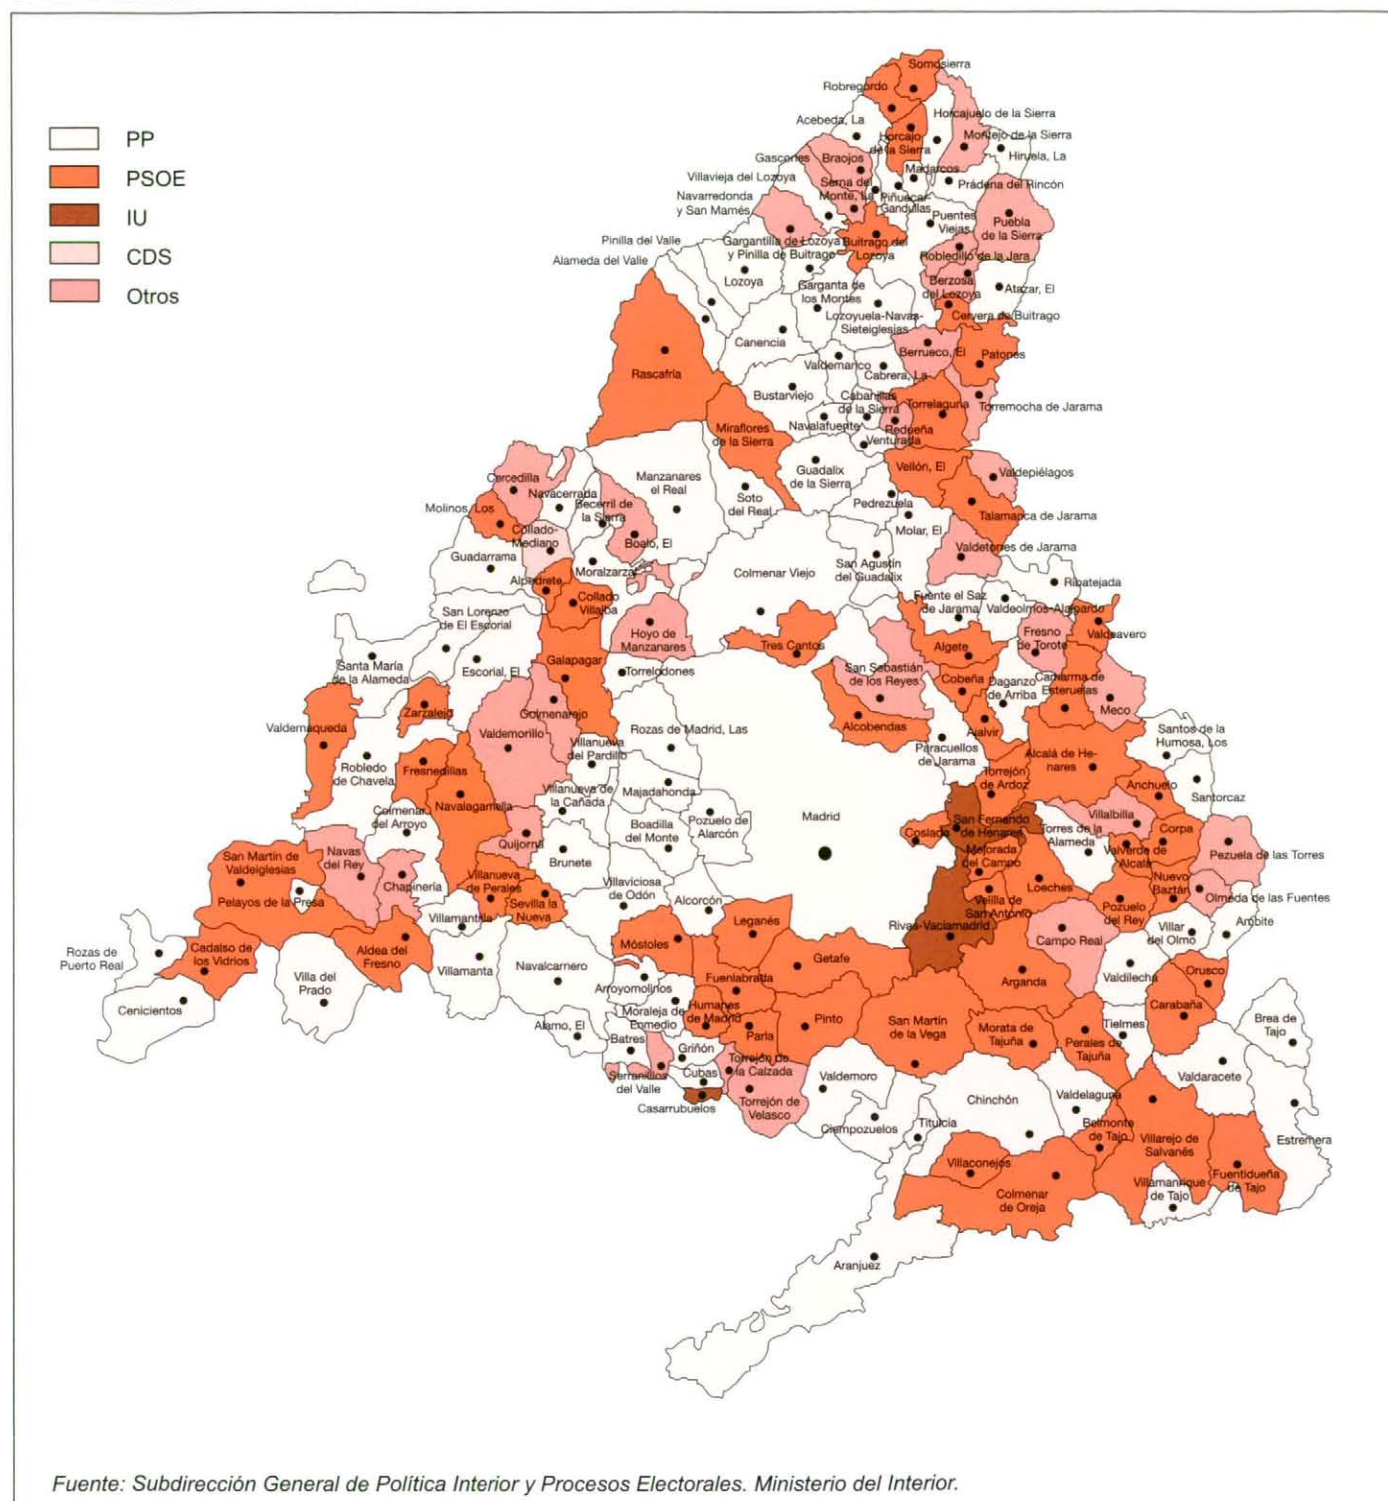 PP
PSOE
IU
CDS
Otros
Somosierra
Robregordo
Horcajuelo de la Sierra
Acebeda, La
Horcajo
de la Sierra
Montejo de la Sierra
Hiruela, La
Gascones
Braojos
Madarcos
Villavieja del Lozoya
Serna del
Monte, La
Prádena del Rincón
Piñuecar-
Gandullas
Navarredonda
y San Mamés
Puentes
Viejas
Puebla
de la Sierra
Pinilla del Valle
Gargantilla de Lozoya
y Pinilla de Buitrago
Buitrago del
Lozoya
Robledillo de la Jara
Alameda del Valle
Lozoya
Garganta de
los Montes
Berzosa
del Lozoya
Atazar, El
Lozoyuela-Navas-
Sieteiglesias
Cervera de Buitrago
Canencia
Berrueco, El
Patones
Rascafría
Valdemanco
Cabrera, La
Bustarviejo
Cabanillas
de la Sierra
Torrelaguna
Torremocha de Jarama
Miraflores
de la Sierra
Navalafuente
Redueña
Venturada
Guadalix
de la Sierra
Vellón, El
Valdepiélagos
Cercedilla
Navacerrada
Manzanares
el Real
Soto
del Real
Pedrezuela
Talamanca de Jarama
Molinos, Los
Becerril de
la Sierra
Molar, El
Collado-
Mediano
Boalo, El
Valdetorres de Jarama
Guadarrama
Moralzarzal
Colmenar Viejo
San Agustín
del Guadalix
Ribatejada
Alpedrete
Collado
Villalba
Fuente el Saz
de Jarama
Valdeolmos-Alalpardo
San Lorenzo
de El Escorial
Hoyo de
Manzanares
Tres Cantos
Algete
Fresno
de Torote
Valdeavero
Santa María
de la Alameda
Escorial, El
Galapagar
Torrelodones
San Sebastián
de los Reyes
Cobeña
Daganzo
de Arriba
Camarma de
Esteruelas
Meco
Zarzalejo
Colmenarejo
Valdemaqueda
Valdemorillo
Rozas de Madrid, Las
Alcobendas
Ajalvir
Santos de la
Humosa, Los
Villanueva
del Pardillo
Paracuellos
de Jarama
Alcalá de He-
nares
Robledo
de Chavela
Fresnedillas
Majadahonda
Torrejón
de Ardoz
Anchuelo
Santorcaz
Navalagamella
Villanueva de
la Cañada
Colmenar
del Arroyo
Boadilla
del Monte
Pozuelo de
Alarcón
Madrid
San Fernando
de Henares
Villalbilla
Torres de la
Alameda
Corpa
Coslada
Quijorna
Brunete
Mejorada
del Campo
Valverde de
Alcalá
Pezuela de las Torres
San Martín de
Valdeiglesias
Navas
del Rey
Chapinería
Villanueva
de Perales
Villaviciosa
de Odón
Loeches
Nuevo
Baztán
Pelayos de la Presa
Sevilla la
Nueva
Alcorcón
Velilla de
San Antonio
Pozuelo
del Rey
Olmeda de las Fuentes
Villamantilla
Leganés
Rivas-Vaciamadrid
Campo Real
Villar
del Olmo
Ambite
Rozas de
Puerto Real
Cadalso de
los Vidrios
Aldea del
Fresno
Móstoles
Getafe
Villa del
Prado
Villamanta
Navalcarnero
Fuenlabrada
Arganda
Valdilecha
Orusco
Arroyomolinos
Cenicientos
Moraleja de
Enmedio
Humanes
de Madrid
Carabaña
Alamo, El
Batres
Parla
Pinto
San Martín
de la Vega
Morata de
Tajuña
Perales de
Tajuña
Tielmes
Brea de
Tajo
Griñón
Serranillos
del Valle
Cubas
Torrejón de
la Calzada
Valdemoro
Valdaracete
Casarrubuelos
Torrejón de
Velasco
Chinchón
Valdelaguna
Ciempozuelos
Titulcia
Belmonte
de Tajo
Villarejo de
Salvanés
Estremera
Villaconejos
Colmenar
de Oreja
Villamanrique
de Tajo
Fuentidueña
de Tajo
Aranjuez
Fuente: Subdirección General de Política Interior y Procesos Electorales. Ministerio del Interior.